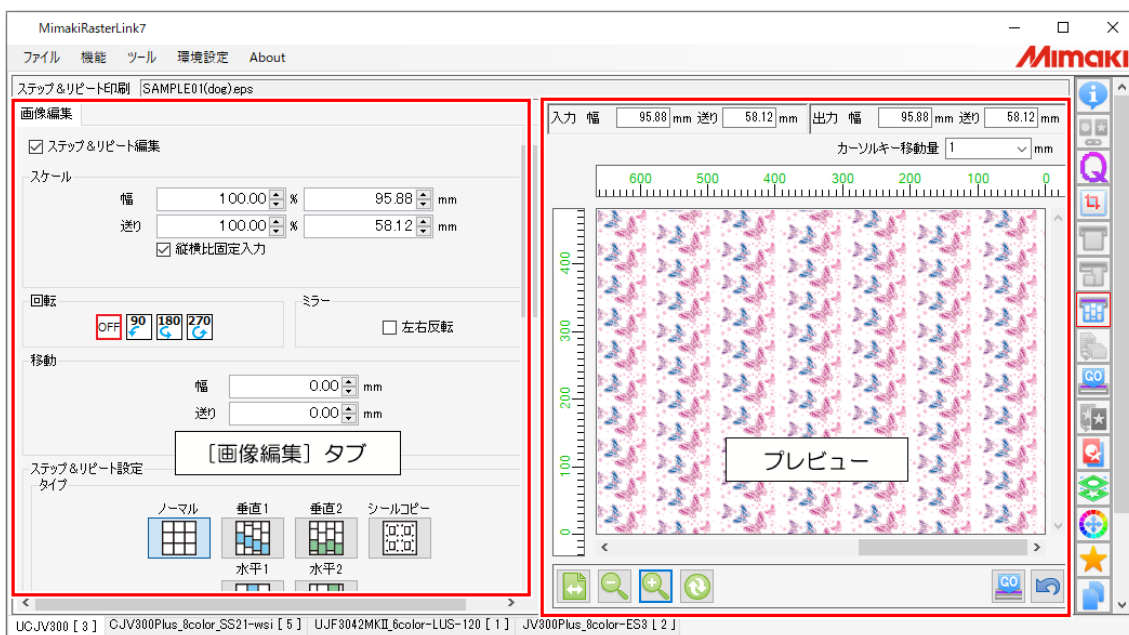 MimakiRasterLink7
ファイル 機能 ツール 環境設定 About
Mimaki
ステップ&リピート印刷 SAMPLE01(dog).eps
画像編集
ステップ&リピート編集
スケール
幅 100.00 % 95.88 mm
送り 100.00 % 58.12 mm
縦横比固定入力
回転
OFF 90 180 270
ミラー
左右反転
移動
幅 0.00 mm
送り 0.00 mm
[画像編集] タブ
ステップ&リピート設定
タイプ
ノーマル 垂直1 垂直2 シールコピー
水平1 水平2
入力 幅 95.88 mm 送り 58.12 mm 出力 幅 95.88 mm 送り 58.12 mm
カーソルキー移動量 1 mm
600 500 400 300 200 100 0
400
300
200
100
0
プレビュー
GO
Q
GO
UCJV300 [ 3 ] CJV300Plus_8color_SS21-wsi [ 5 ] UJF3042MKII_6color-LUS-120 [ 1 ] JV300Plus_8color-ES3 [ 2 ]